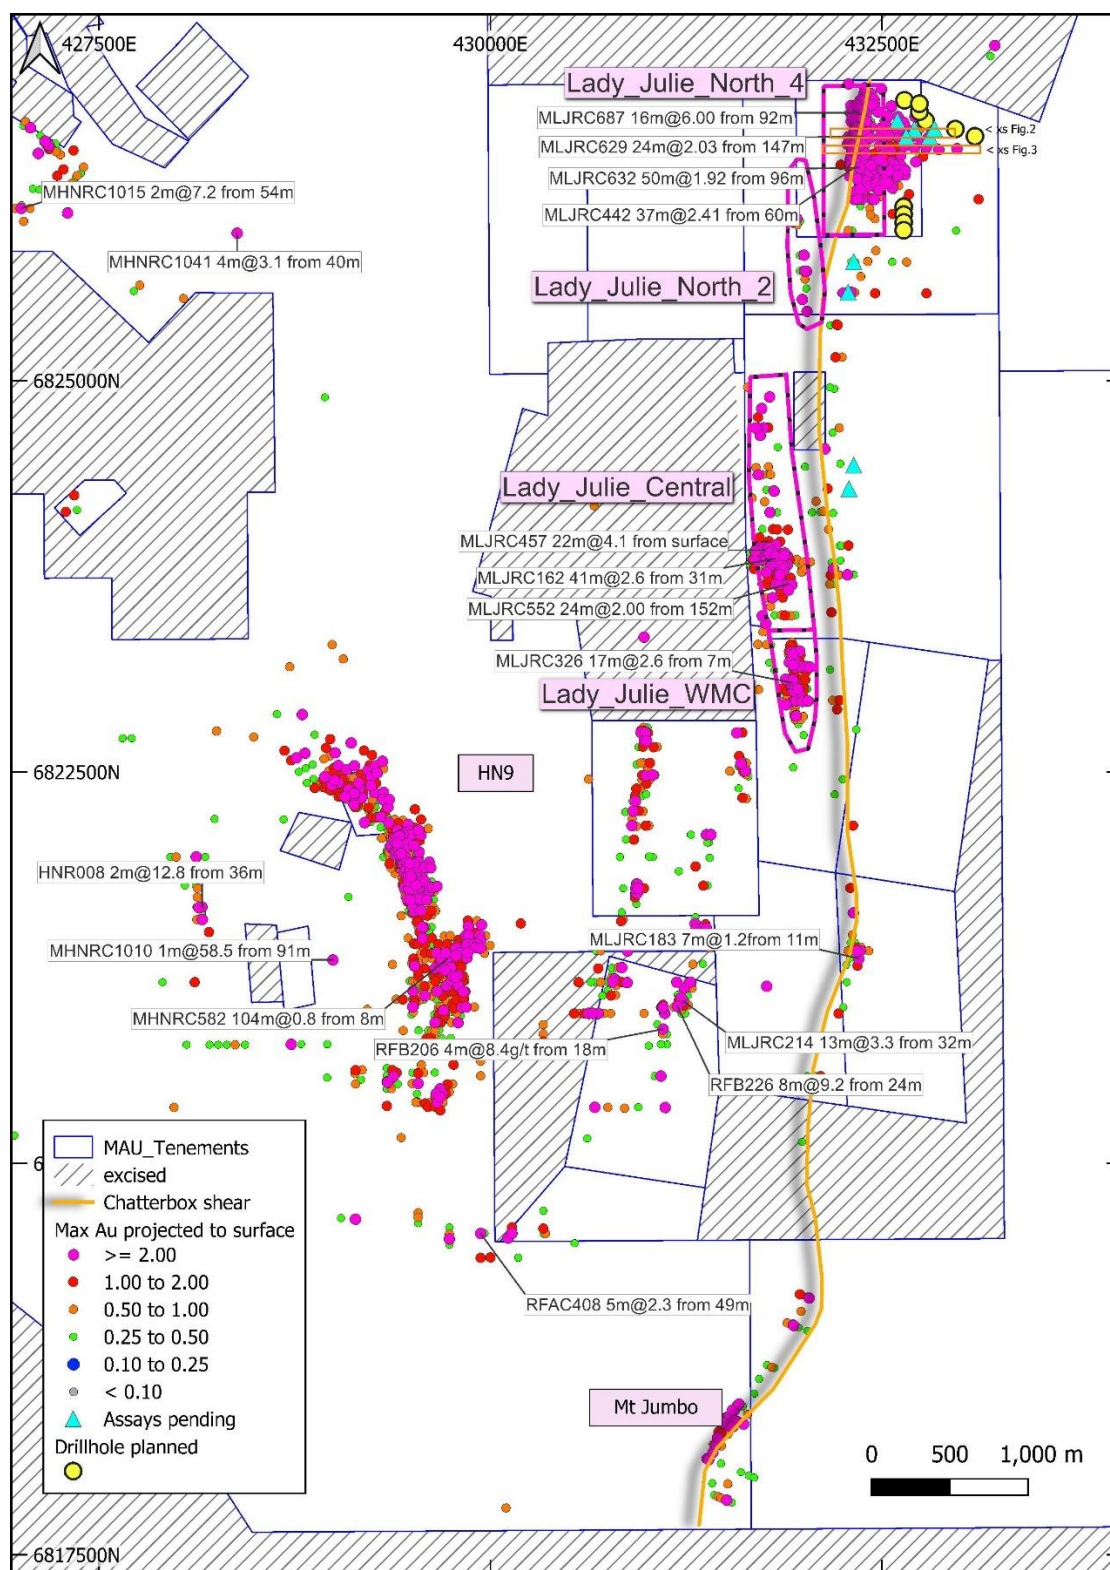 427500E
430000E
432500E
Lady_Julie_North_4
MLJRC687 16m@6.00 from 92m
< xs Fig.2
MLJRC629 24m@2.03 from 147m
< xs Fig.3
MLJRC632 50m@1.92 from 96m
MHNRC1015 2m@7.2 from 54m
MLJRC442 37m@2.41 from 60m
MHNRC1041 4m@3.1 from 40m
Lady_Julie_North_2
6825000N
Lady_Julie_Central
MLJRC457 22m@4.1 from surface
MLJRC162 41m@2.6 from 31m
MLJRC552 24m@2.00 from 152m
MLJRC326 17m@2.6 from 7m
Lady_Julie_WMC
6822500N
HN9
HNR008 2m@12.8 from 36m
MLJRC183 7m@1.2from 11m
MHNRC1010 1m@58.5 from 91m
MHNRC582 104m@0.8 from 8m
RFB206 4m@8.4g/t from 18m
MLJRC214 13m@3.3 from 32m
RFB226 8m@9.2 from 24m
RFAC408 5m@2.3 from 49m
Mt Jumbo
MAU_Tenements
excised
Chatterbox shear
Max Au projected to surface
>= 2.00
1.00 to 2.00
0.50 to 1.00
0.25 to 0.50
0.10 to 0.25
< 0.10
Assays pending
Drillhole planned
0 500 1,000 m
6817500N